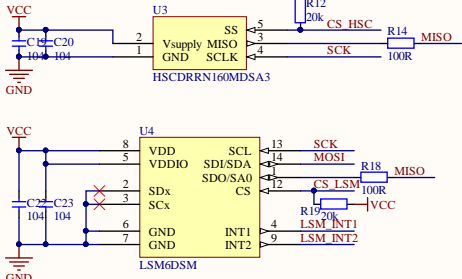 VCC
U3
R12
20k
SS 5 CS_HSC
R14
C20
104 104
2 Vsupply MISO 3 MISO
1 GND SCLK 4 SCK
100R
GND
HSCDRRN160MDSA3
VCC
U4
8 VDD SCL 13 SCK
5 VDDIO SDI/SDA 14 MOSI
R18
SDO/SA0 1 MISO
2 SDx CS 12 CS_LSM
100R
3 SCx
C23
104 104
R19 20k VCC
6 GND INT1 4 LSM_INT1
7 GND INT2 9 LSM_INT2
GND
LSM6DSM